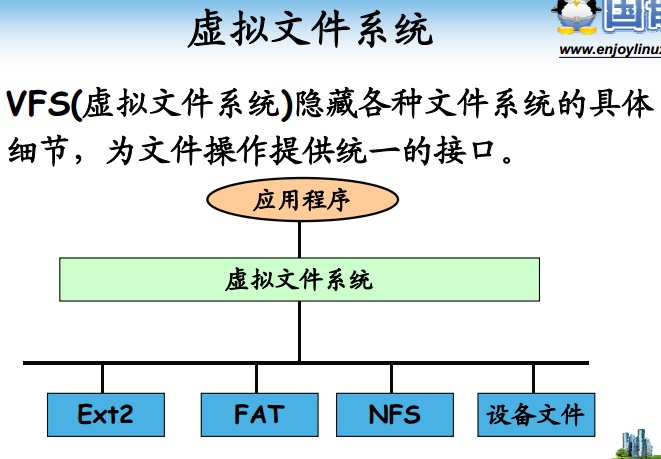 虚拟文件系统
www.enjoylinux
VFS(虚拟文件系统)隐藏各种文件系统的具体
细节，为文件操作提供统一的接口。
应用程序
虚拟文件系统
Ext2
FAT
NFS
设备文件